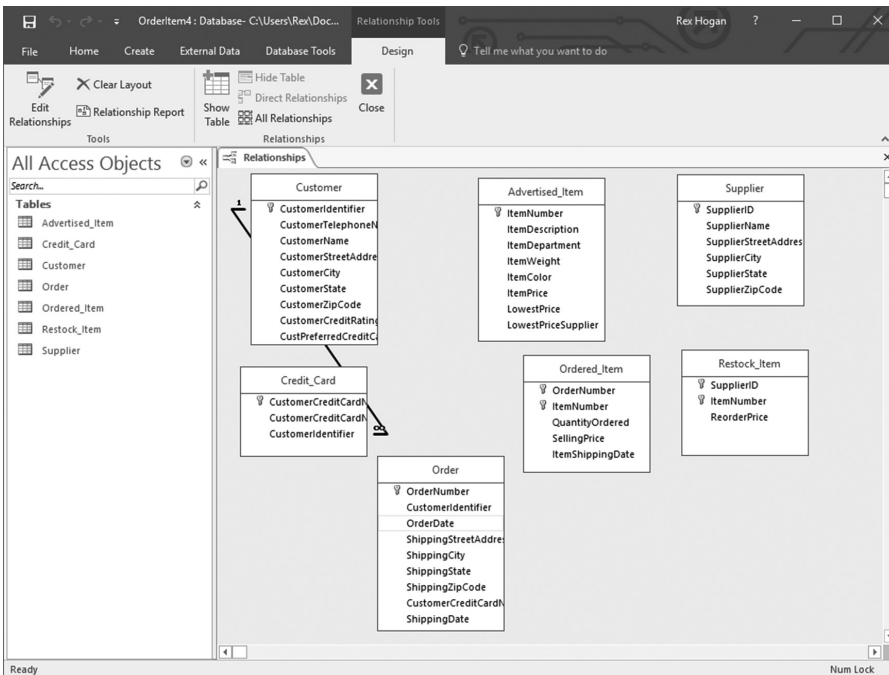 OrderItem4 : Database- C:\Users\Rex\Doc...
Relationship Tools
Rex Hogan
?
File
Home
Create
External Data
Database Tools
Design
Tell me what you want to do
Edit
Relationships
Clear Layout
Relationship Report
Tools
Show
Table
Hide Table
Direct Relationships
All Relationships
Relationships
Close
All Access Objects
Search...
Tables
Advertised_Item
Credit_Card
Customer
Order
Ordered_Item
Restock_Item
Supplier
Relationships
1
Customer
CustomerIdentifier
CustomerTelephoneN
CustomerName
CustomerStreetAddre
CustomerCity
CustomerState
CustomerZipCode
CustomerCreditRating
CustPreferredCreditCa
Advertised_Item
ItemNumber
ItemDescription
ItemDepartment
ItemWeight
ItemColor
ItemPrice
LowestPrice
LowestPriceSupplier
Supplier
SupplierID
SupplierName
SupplierStreetAddres
SupplierCity
SupplierState
SupplierZipCode
Credit_Card
CustomerCreditCardN
CustomerCreditCardN
CustomerIdentifier
∞
Ordered_Item
OrderNumber
ItemNumber
QuantityOrdered
SellingPrice
ItemShippingDate
Restock_Item
SupplierID
ItemNumber
ReorderPrice
Order
OrderNumber
CustomerIdentifier
OrderDate
ShippingStreetAddres
ShippingCity
ShippingState
ShippingZipCode
CustomerCreditCardN
ShippingDate
Ready
Num Lock